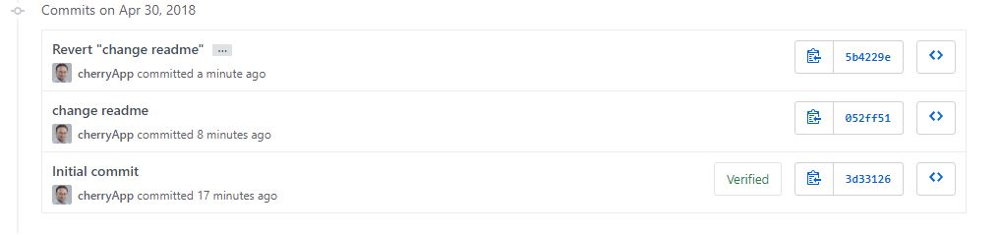 Commits on Apr 30, 2018
Revert "change readme" ...
cherryApp committed a minute ago
5b4229e
change readme
cherryApp committed 8 minutes ago
052ff51
Initial commit
cherryApp committed 17 minutes ago
Verified
3d33126